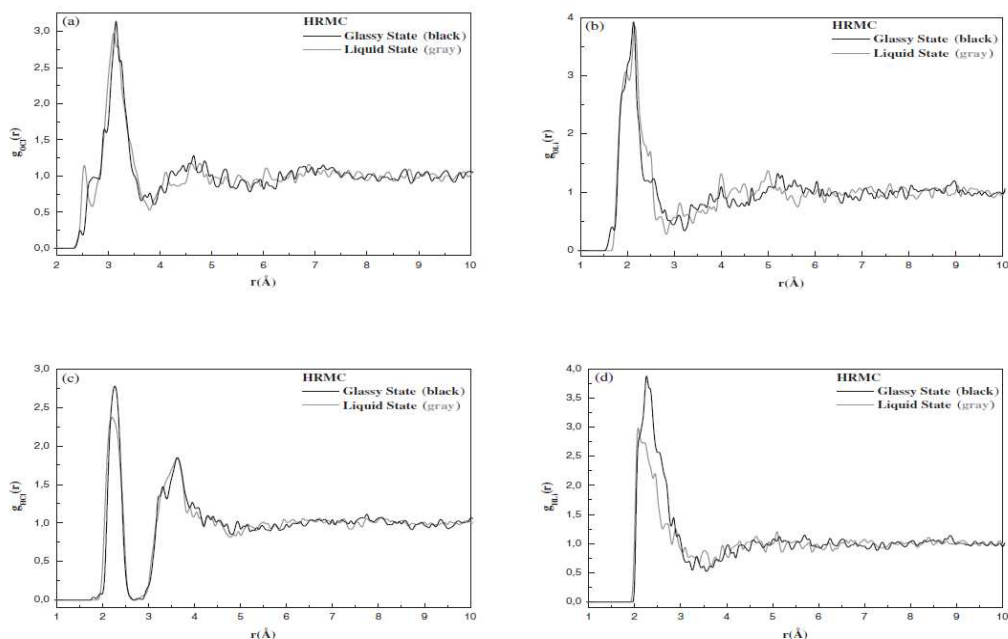 (a)
HRMC
Glassy State (black)
Liquid State (gray)
3,0
2,5
2,0
1,5
1,0
0,5
0,0
gOCl(r)
2 3 4 5 6 7 8 9 10
r(Å)
(b)
HRMC
Glassy State (black)
Liquid State (gray)
4
3
2
1
0
gOLi(r)
1 2 3 4 5 6 7 8 9 10
r(Å)
(c)
HRMC
Glassy State (black)
Liquid State (gray)
3,0
2,5
2,0
1,5
1,0
0,5
0,0
gHCl(r)
1 2 3 4 5 6 7 8 9 10
r(Å)
(d)
HRMC
Glassy State (black)
Liquid State (gray)
4,0
3,5
3,0
2,5
2,0
1,5
1,0
0,5
0,0
gHLi(r)
1 2 3 4 5 6 7 8 9 10
r(Å)